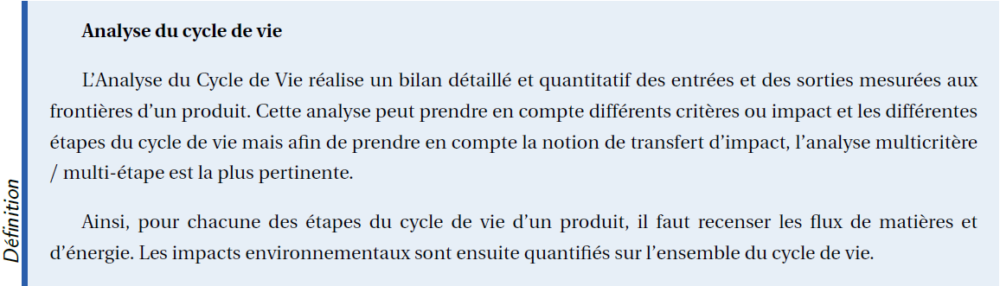 Analyse du cycle de vie
L’Analyse du Cycle de Vie réalise un bilan détaillé et quantitatif des entrées et des sorties mesurées aux
frontières d’un produit. Cette analyse peut prendre en compte différents critères ou impact et les différentes
étapes du cycle de vie mais afin de prendre en compte la notion de transfert d’impact, l’analyse multicritère
/ multi-étape est la plus pertinente.
Ainsi, pour chacune des étapes du cycle de vie d’un produit, il faut recenser les flux de matières et
d’énergie. Les impacts environnementaux sont ensuite quantifiés sur l’ensemble du cycle de vie.
Définition